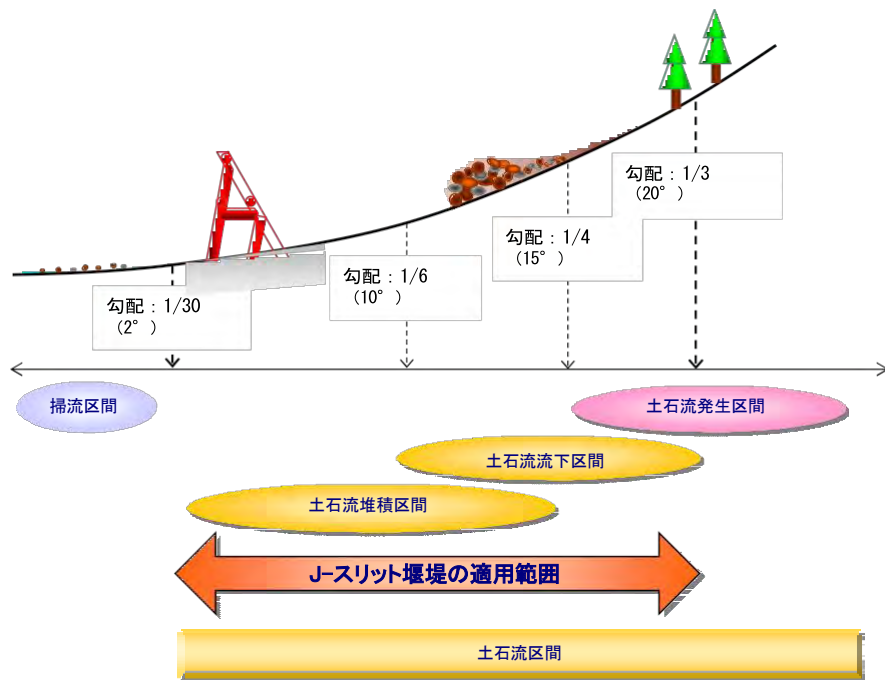 勾配：1/3
（20°）
勾配：1/4
（15°）
勾配：1/6
（10°）
勾配：1/30
（2°）
掃流区間
土石流発生区間
土石流流下区間
土石流堆積区間
J-スリット堰堤の適用範囲
土石流区間